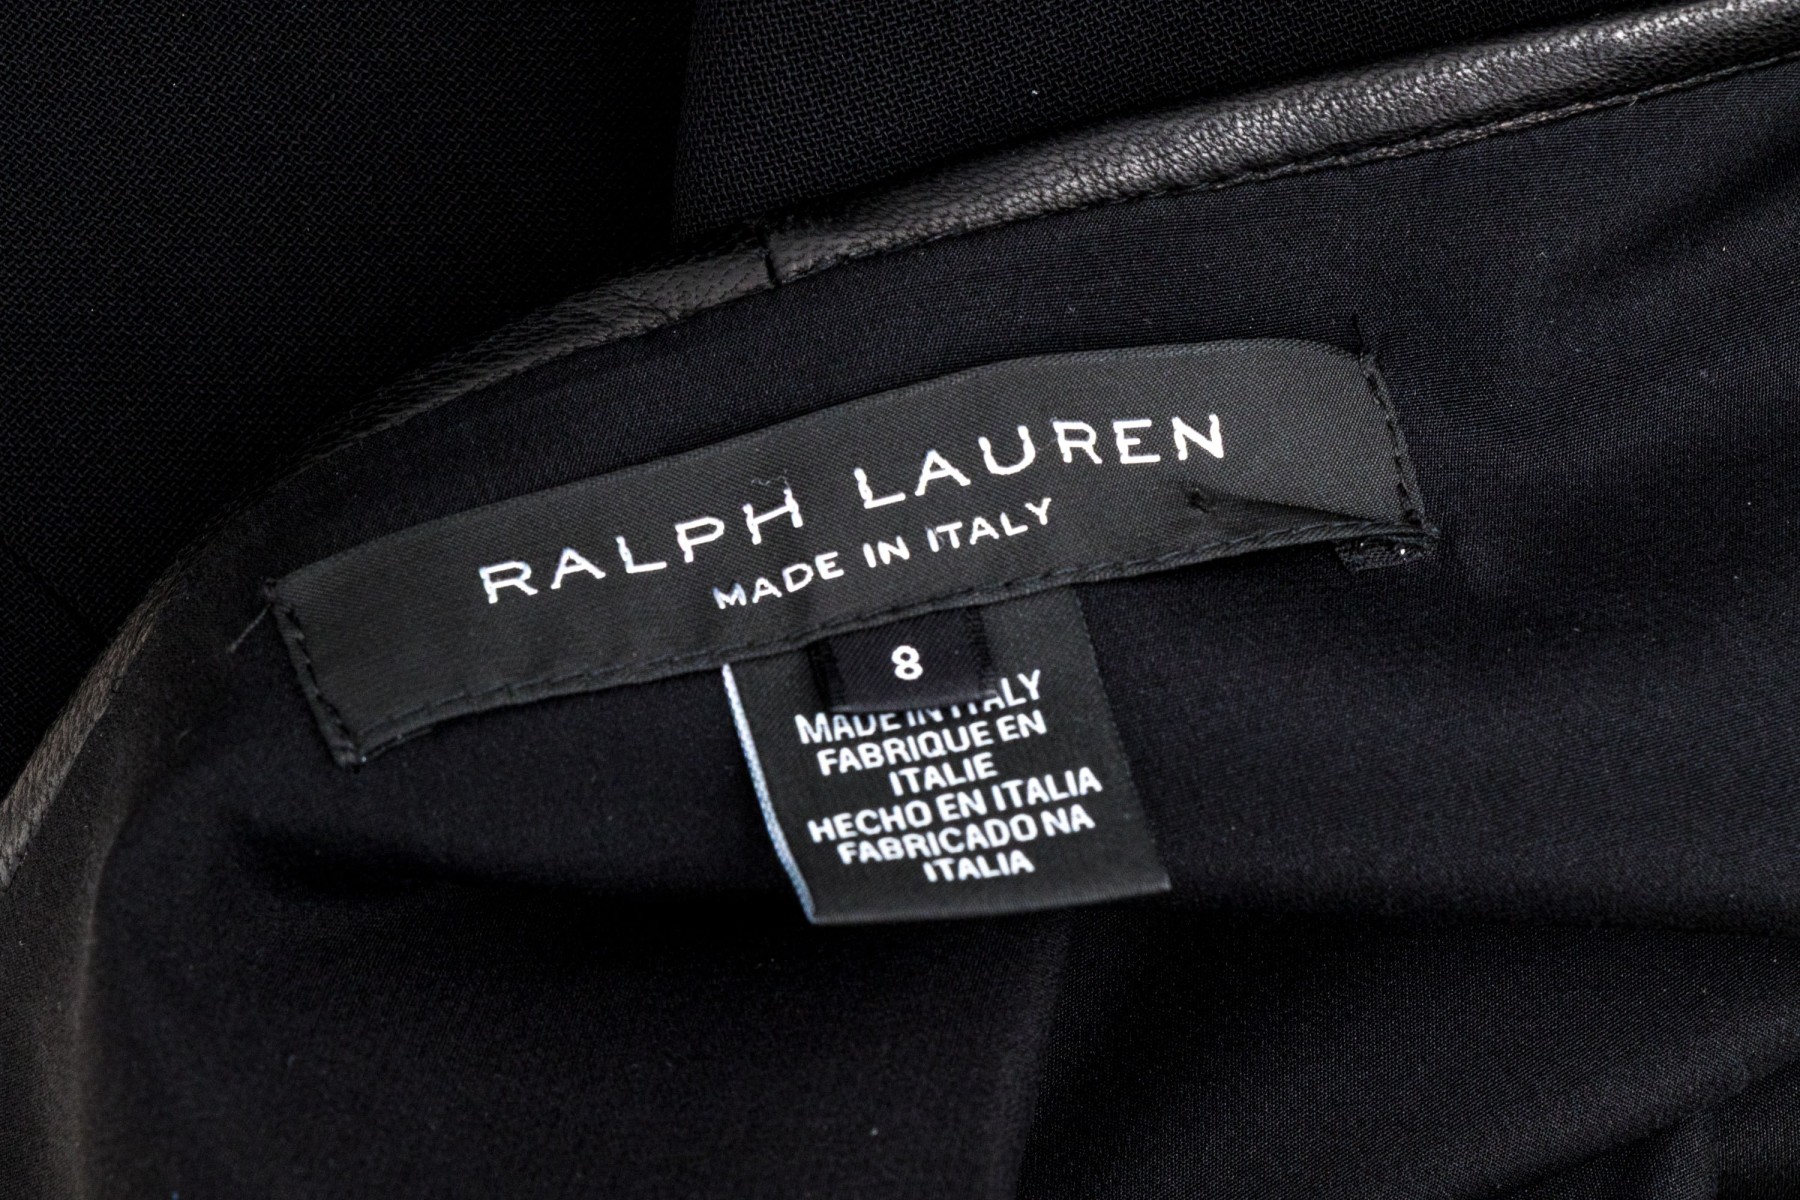 RALPH LAUREN
MADE IN ITALY
8
MADE IN ITALY
FABRIQUE EN
ITALIE
HECHO EN ITALIA
FABRICADO NA
ITALIA